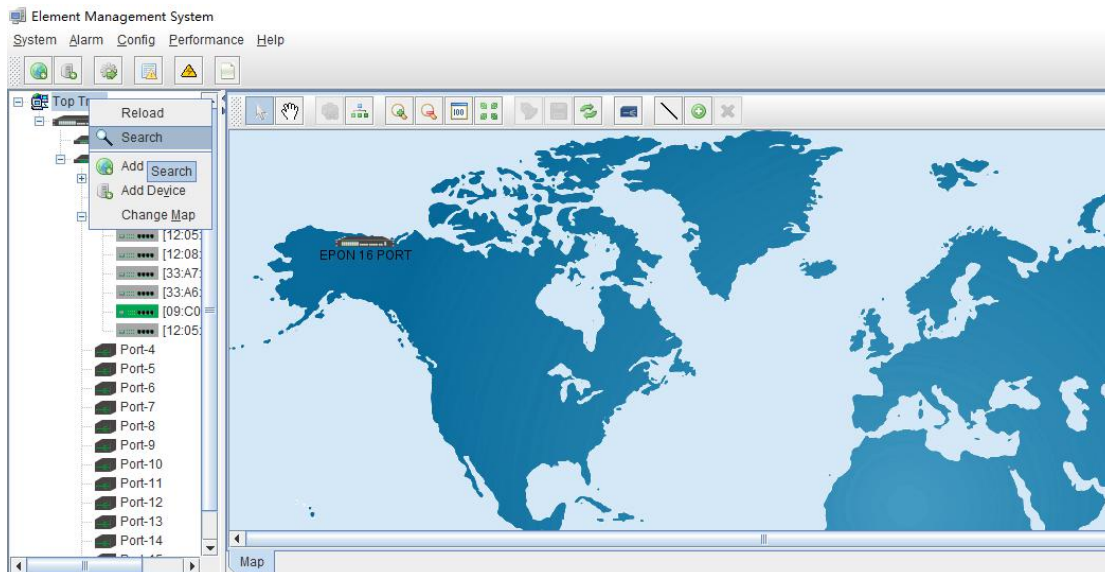 Element Management System
System Alarm Config Performance Help
Top Tr
Reload
Search
Add
Search
Add Device
Change Map
[12:05:
[12:08:
[33:A7:
[33:A6:
[09:C0
[12:05:
Port-4
Port-5
Port-6
Port-7
Port-8
Port-9
Port-10
Port-11
Port-12
Port-13
Port-14
100
EPON 16 PORT
Map